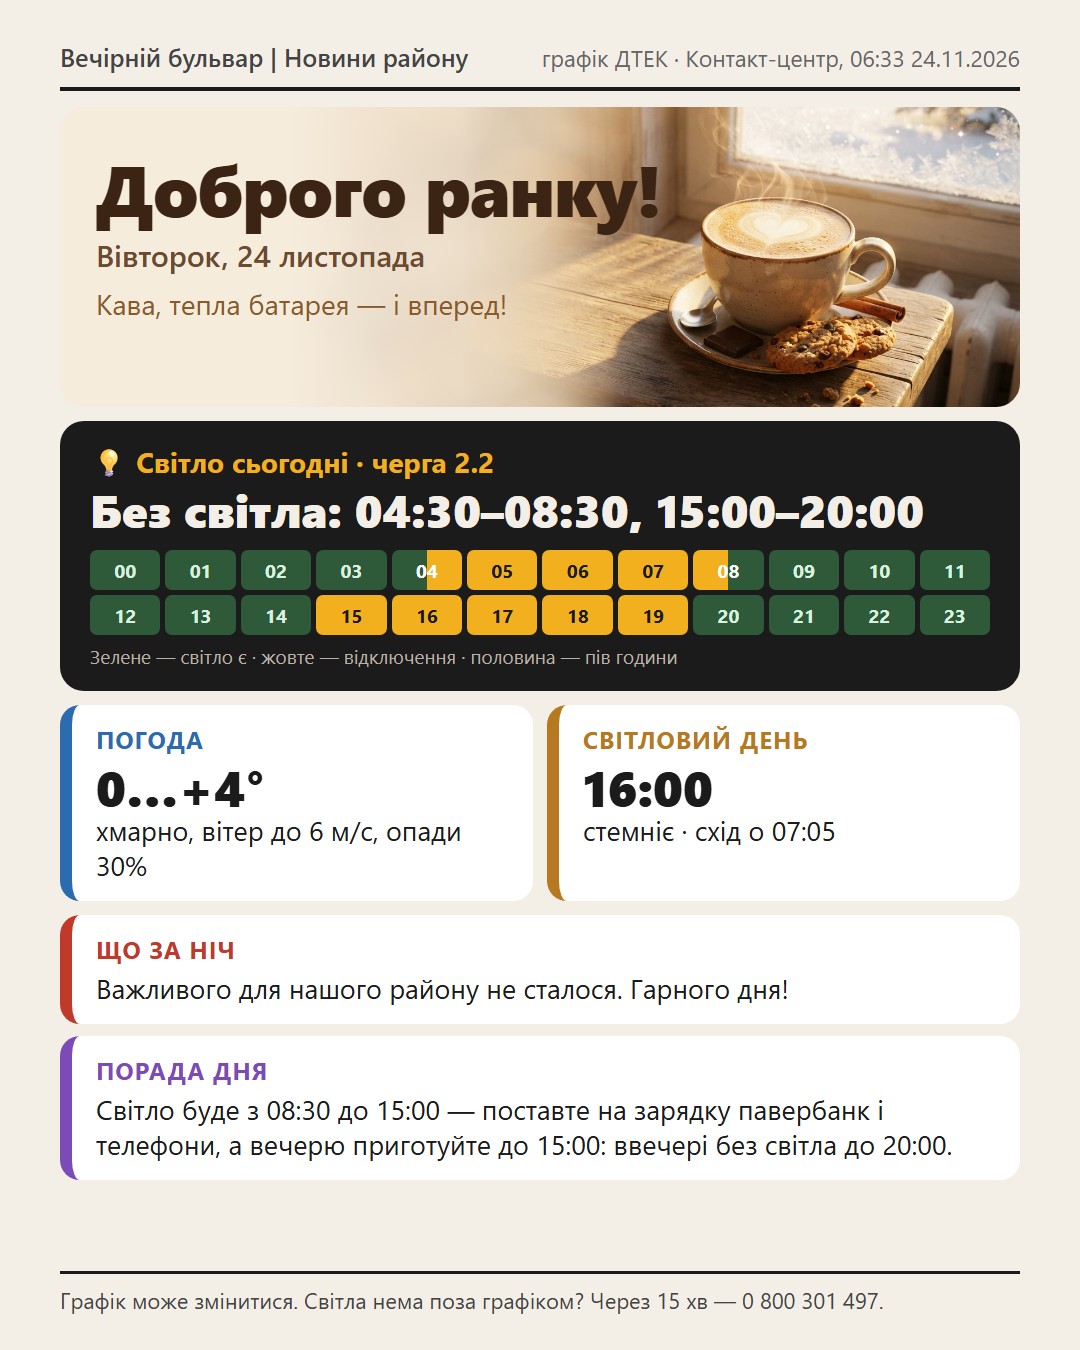 Вечірній бульвар | Новини району
графік ДТЕК · Контакт-центр, 06:33 24.11.2026
Доброго ранку!
Вівторок, 24 листопада
Кава, тепла батарея — і вперед!
💡 Світло сьогодні · черга 2.2
Без світла: 04:30–08:30, 15:00–20:00
00 01 02 03 04 05 06 07 08 09 10 11
12 13 14 15 16 17 18 19 20 21 22 23
Зелене — світло є · жовте — відключення · половина — пів години
ПОГОДА
0...+4°
хмарно, вітер до 6 м/с, опади
30%
СВІТЛОВИЙ ДЕНЬ
16:00
стемніє · схід о 07:05
ЩО ЗА НІЧ
Важливого для нашого району не сталося. Гарного дня!
ПОРАДА ДНЯ
Світло буде з 08:30 до 15:00 — поставте на зарядку павербанк і
телефони, а вечерю приготуйте до 15:00: ввечері без світла до 20:00.
Графік може змінитися. Світла нема поза графіком? Через 15 хв — 0 800 301 497.